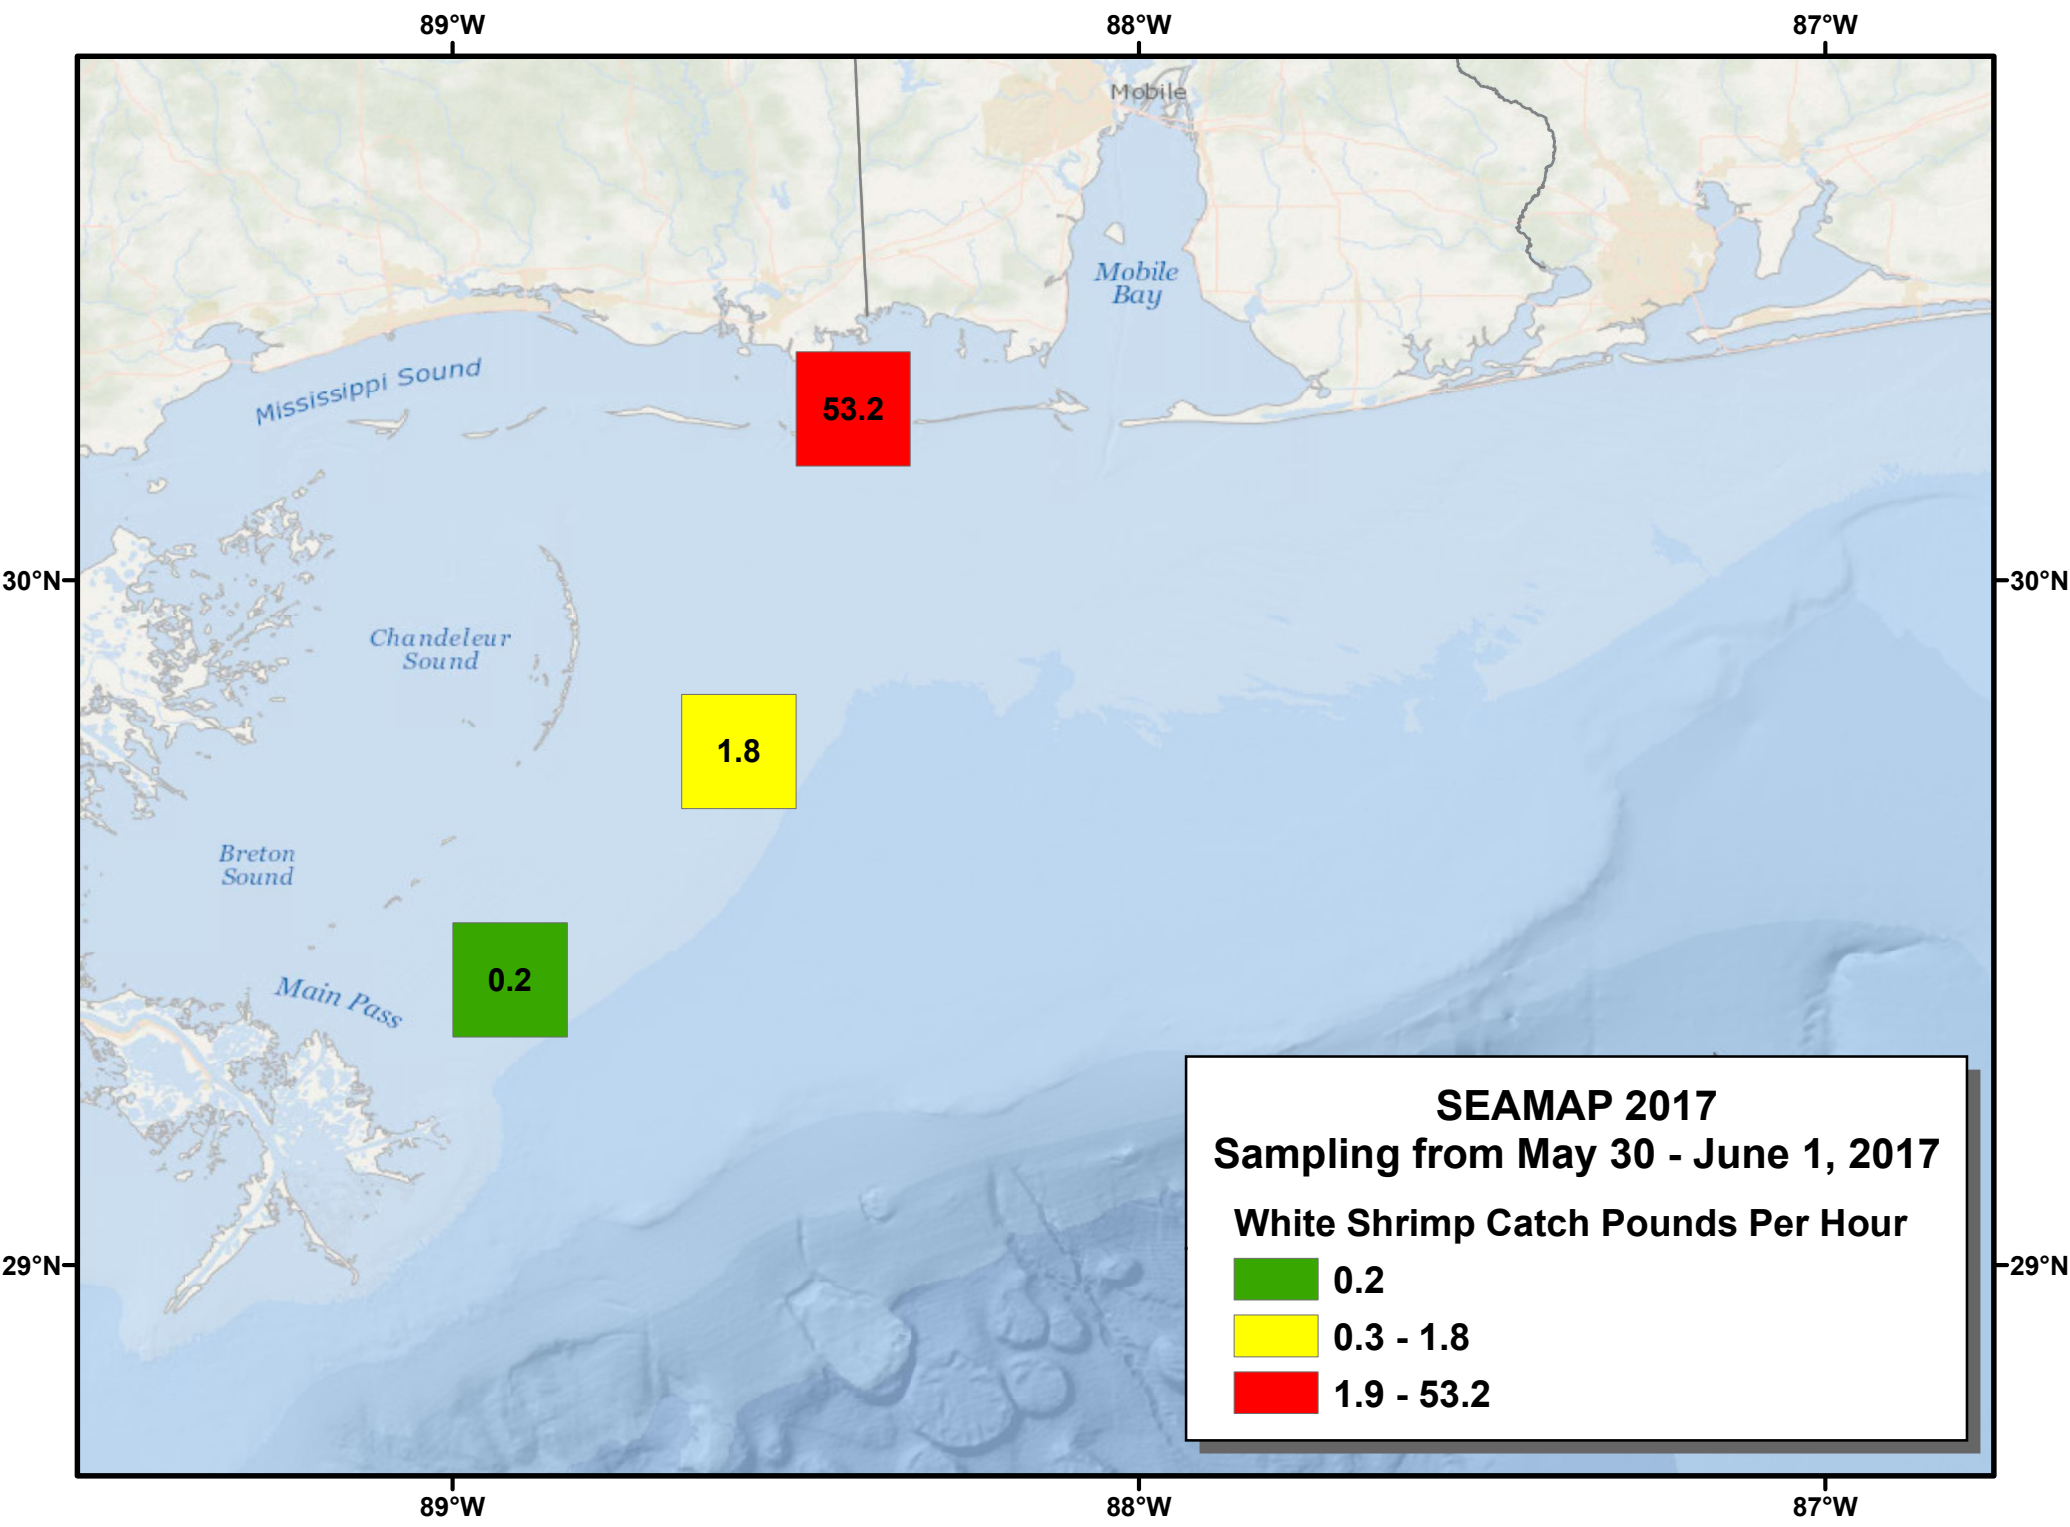 89°W
88°W
87°W
Mobile
Mobile
Bay
Mississippi Sound
53.2
30°N
30°N
Chandeleur
Sound
1.8
Breton
Sound
0.2
Main Pass
SEAMAP 2017
Sampling from May 30 - June 1, 2017
White Shrimp Catch Pounds Per Hour
0.2
0.3 - 1.8
1.9 - 53.2
29°N
29°N
89°W
88°W
87°W